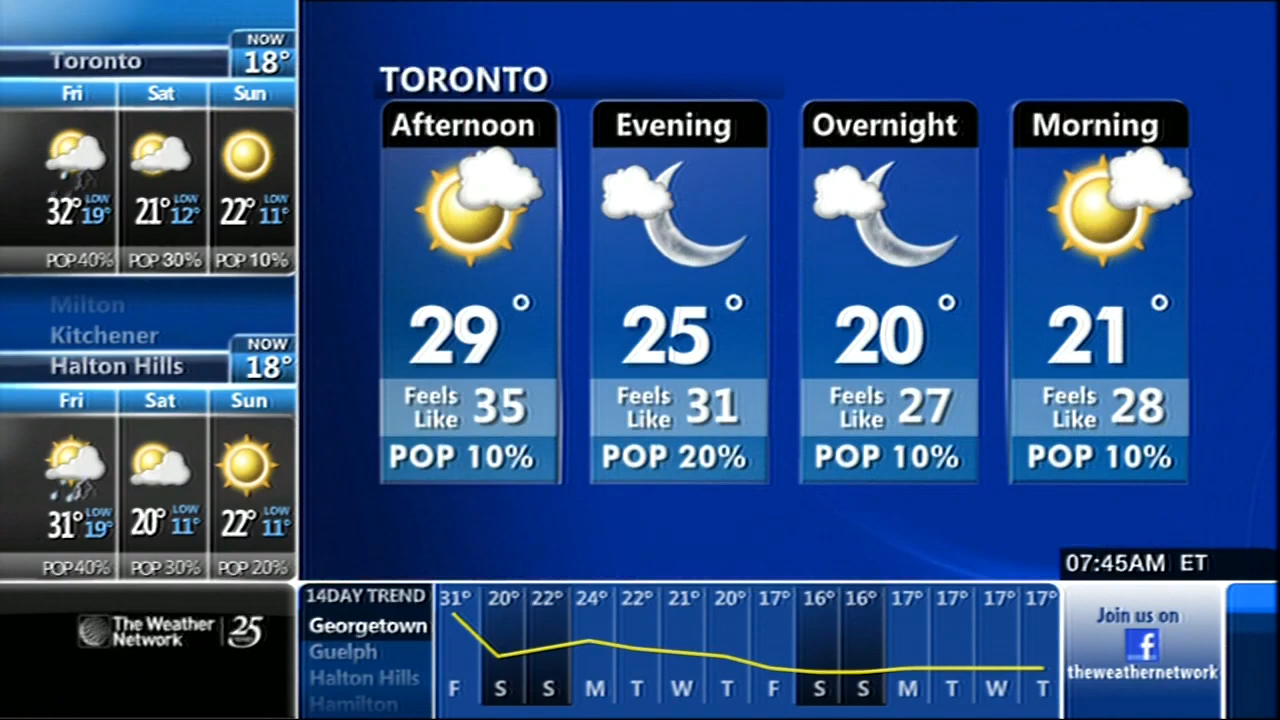 NOW
Toronto 18°
Fri Sat Sun
32° LOW 19° 21° LOW 12° 22° LOW 11°
POP 40% POP 30% POP 10%
Milton
Kitchener
NOW
Halton Hills 18°
Fri Sat Sun
31° LOW 19° 20° LOW 11° 22° LOW 11°
POP 40% POP 30% POP 20%
The Weather
Network 25
TORONTO
Afternoon Evening Overnight Morning
29° 25° 20° 21°
Feels Like 35 Feels Like 31 Feels Like 27 Feels Like 28
POP 10% POP 20% POP 10% POP 10%
07:45AM ET
14DAY TREND
Georgetown
Guelph
Halton Hills
Hamilton
31° 20° 22° 24° 22° 21° 20° 17° 16° 16° 17° 17° 17° 17°
F S S M T W T F S S M T W T
Join us on
f
theweathernetwork